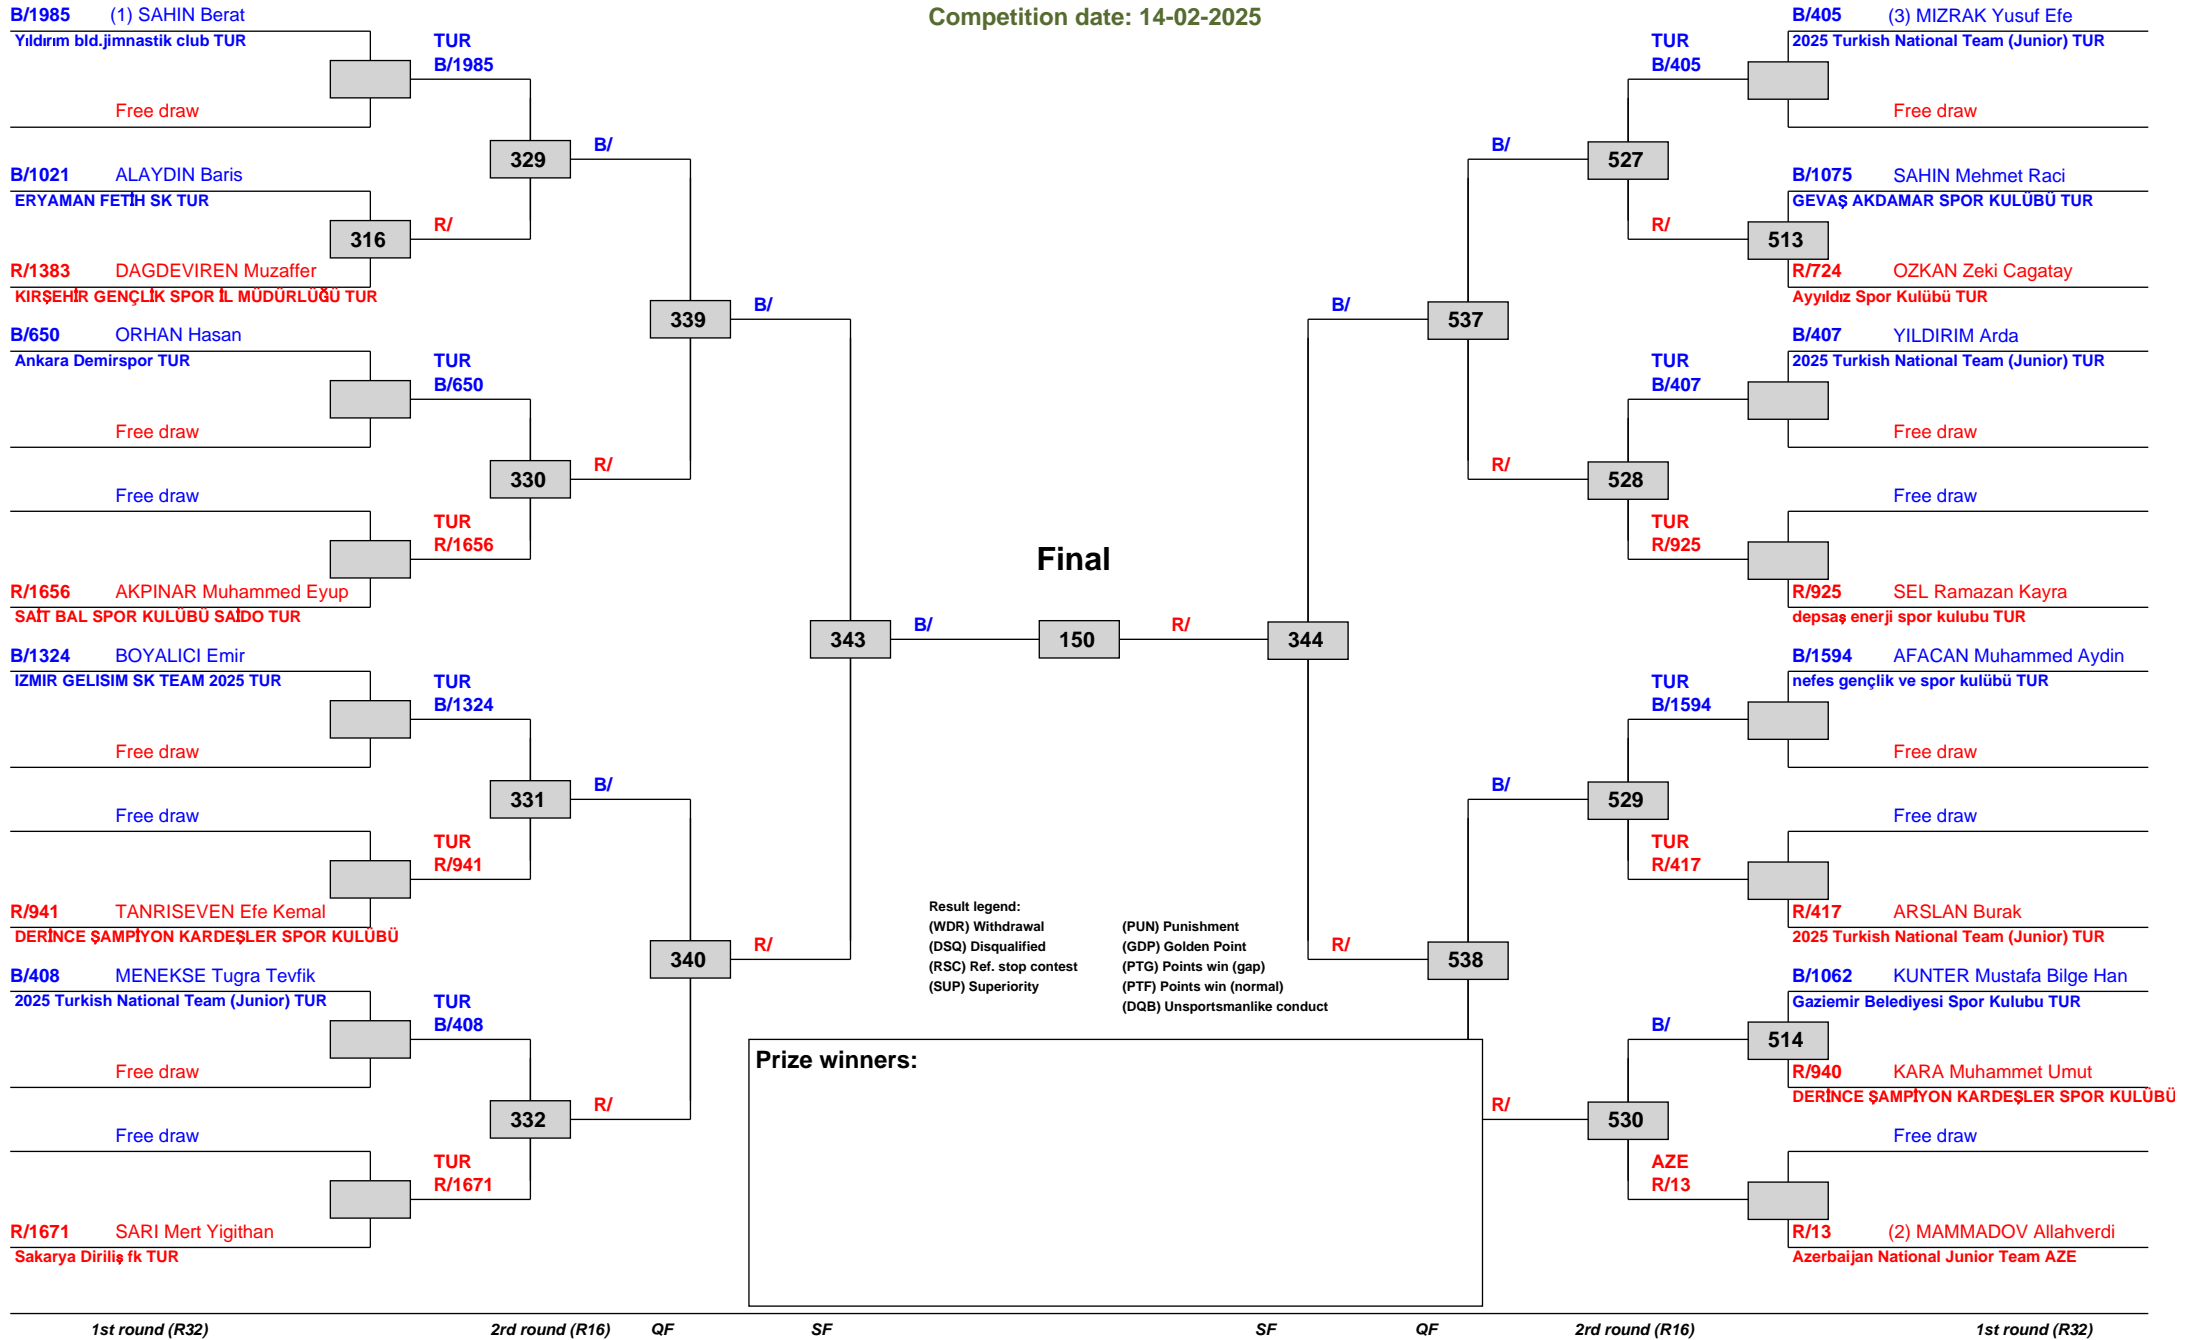 Competition date: 14-02-2025
B/1985 (1) SAHIN Berat
Yıldırım bld.jimnastik club TUR
Free draw
B/1021 ALAYDIN Baris
ERYAMAN FETİH SK TUR
R/1383 DAGDEVIREN Muzaffer
KIRŞEHİR GENÇLİK SPOR İL MÜDÜRLÜĞÜ TUR
B/650 ORHAN Hasan
Ankara Demirspor TUR
Free draw
Free draw
R/1656 AKPINAR Muhammed Eyup
SAİT BAL SPOR KULÜBÜ SAİDO TUR
B/1324 BOYALICI Emir
IZMIR GELISIM SK TEAM 2025 TUR
Free draw
Free draw
R/941 TANRISEVEN Efe Kemal
DERİNCE ŞAMPİYON KARDEŞLER SPOR KULÜBÜ
B/408 MENEKSE Tugra Tevfik
2025 Turkish National Team (Junior) TUR
Free draw
Free draw
R/1671 SARI Mert Yigithan
Sakarya Diriliş fk TUR
316
TUR
B/1985
R/
TUR
B/650
TUR
R/1656
TUR
B/1324
TUR
R/941
TUR
B/408
TUR
R/1671
329
330
331
332
B/
R/
B/
R/
339
340
B/
R/
343
B/
Final
150
R/
344
B/
R/
537
538
B/
R/
B/
R/
527
528
529
530
TUR
B/405
R/
TUR
B/407
TUR
R/925
TUR
B/1594
TUR
R/417
B/
AZE
R/13
513
514
B/405 (3) MIZRAK Yusuf Efe
2025 Turkish National Team (Junior) TUR
Free draw
B/1075 SAHIN Mehmet Raci
GEVAŞ AKDAMAR SPOR KULÜBÜ TUR
R/724 OZKAN Zeki Cagatay
Ayyıldız Spor Kulübü TUR
B/407 YILDIRIM Arda
2025 Turkish National Team (Junior) TUR
Free draw
Free draw
R/925 SEL Ramazan Kayra
depsaş enerji spor kulubu TUR
B/1594 AFACAN Muhammed Aydin
nefes gençlik ve spor kulübü TUR
Free draw
Free draw
R/417 ARSLAN Burak
2025 Turkish National Team (Junior) TUR
B/1062 KUNTER Mustafa Bilge Han
Gaziemir Belediyesi Spor Kulubu TUR
R/940 KARA Muhammet Umut
DERİNCE ŞAMPİYON KARDEŞLER SPOR KULÜBÜ
Free draw
R/13 (2) MAMMADOV Allahverdi
Azerbaijan National Junior Team AZE
Result legend:
(WDR) Withdrawal (PUN) Punishment
(DSQ) Disqualified (GDP) Golden Point
(RSC) Ref. stop contest (PTG) Points win (gap)
(SUP) Superiority (PTF) Points win (normal)
(DQB) Unsportsmanlike conduct
Prize winners:
1st round (R32) 2rd round (R16) QF SF SF QF 2rd round (R16) 1st round (R32)